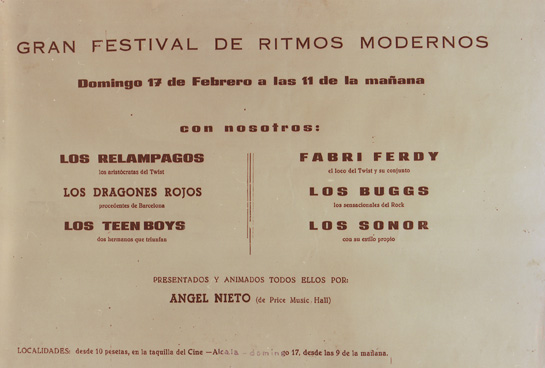 GRAN FESTIVAL DE RITMOS MODERNOS
Domingo 17 de Febrero a las 11 de la mañana
con nosotros:
LOS RELAMPAGOS
los aristócratas del Twist
LOS DRAGONES ROJOS
procedentes de Barcelona
LOS TEEN BOYS
dos hermanos que triunfan
FABRI FERDY
el loco del Twist y su conjunto
LOS BUGGS
los sensacionales del Rock
LOS SONOR
con su estilo propio
PRESENTADOS Y ANIMADOS TODOS ELLOS POR:
ANGEL NIETO (de Price Music. Hall)
LOCALIDADES: desde 10 pesetas, en la taquilla del Cine —Alcala - domingo 17, desde las 9 de la mañana.